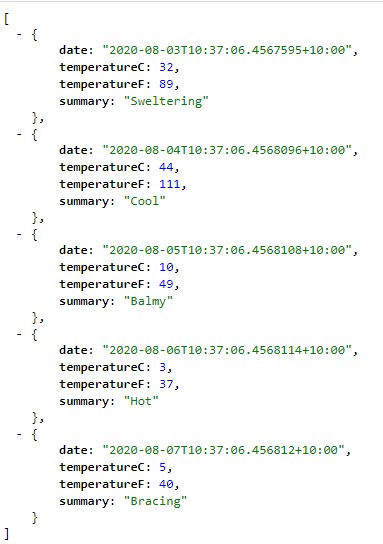 [
- {
date: "2020-08-03T10:37:06.4567595+10:00",
temperatureC: 32,
temperatureF: 89,
summary: "Sweltering"
},
- {
date: "2020-08-04T10:37:06.4568096+10:00",
temperatureC: 44,
temperatureF: 111,
summary: "Cool"
},
- {
date: "2020-08-05T10:37:06.4568108+10:00",
temperatureC: 10,
temperatureF: 49,
summary: "Balmy"
},
- {
date: "2020-08-06T10:37:06.4568114+10:00",
temperatureC: 3,
temperatureF: 37,
summary: "Hot"
},
- {
date: "2020-08-07T10:37:06.456812+10:00",
temperatureC: 5,
temperatureF: 40,
summary: "Bracing"
}
]